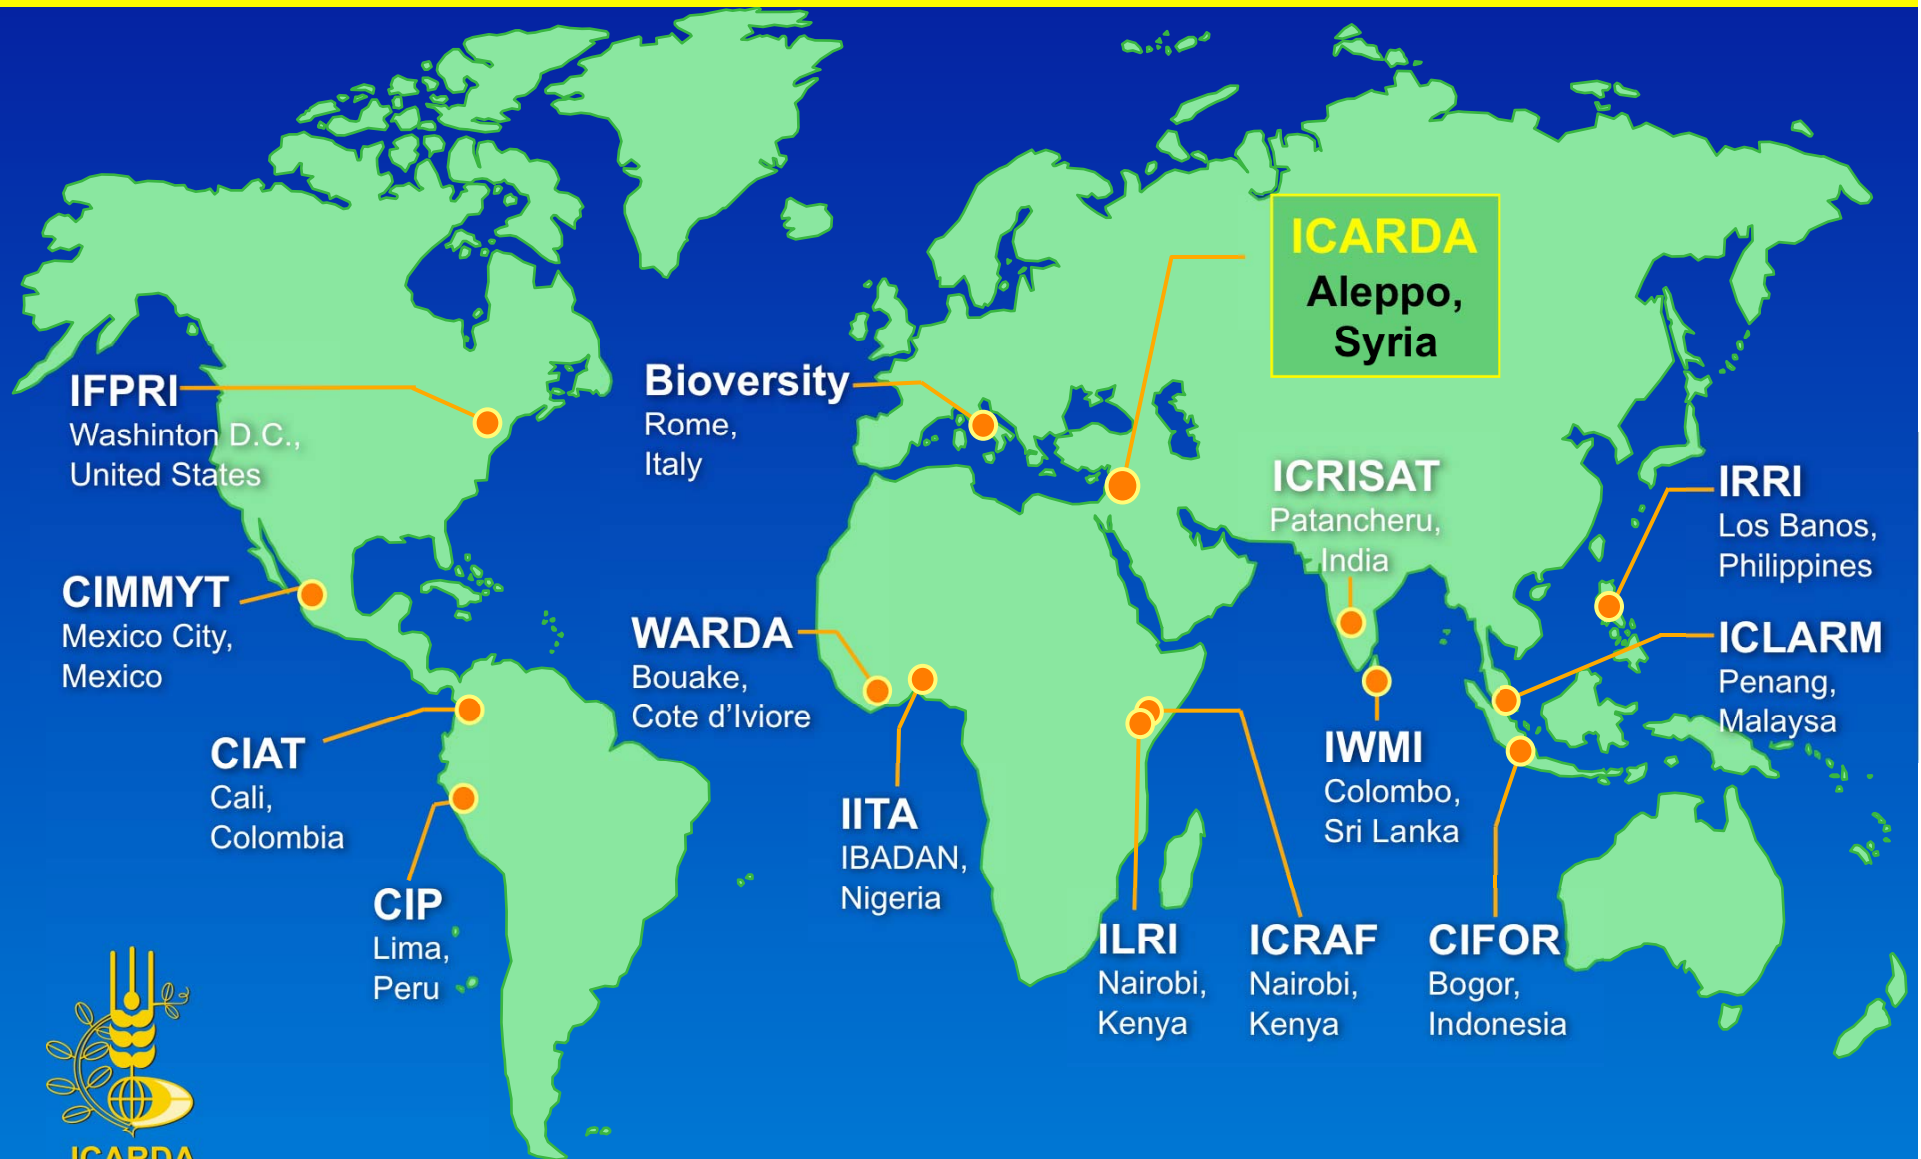 ICARDA
Aleppo,
Syria
IFPRI
Washinton D.C.,
United States
Bioversity
Rome,
Italy
ICRISAT
Patancheru,
India
IRRI
Los Banos,
Philippines
CIMMYT
Mexico City,
Mexico
WARDA
Bouake,
Cote d’Iviore
ICLARM
Penang,
Malaysa
CIAT
Cali,
Colombia
IWMI
Colombo,
Sri Lanka
IITA
IBADAN,
Nigeria
CIP
Lima,
Peru
ILRI
Nairobi,
Kenya
ICRAF
Nairobi,
Kenya
CIFOR
Bogor,
Indonesia
ICARDA